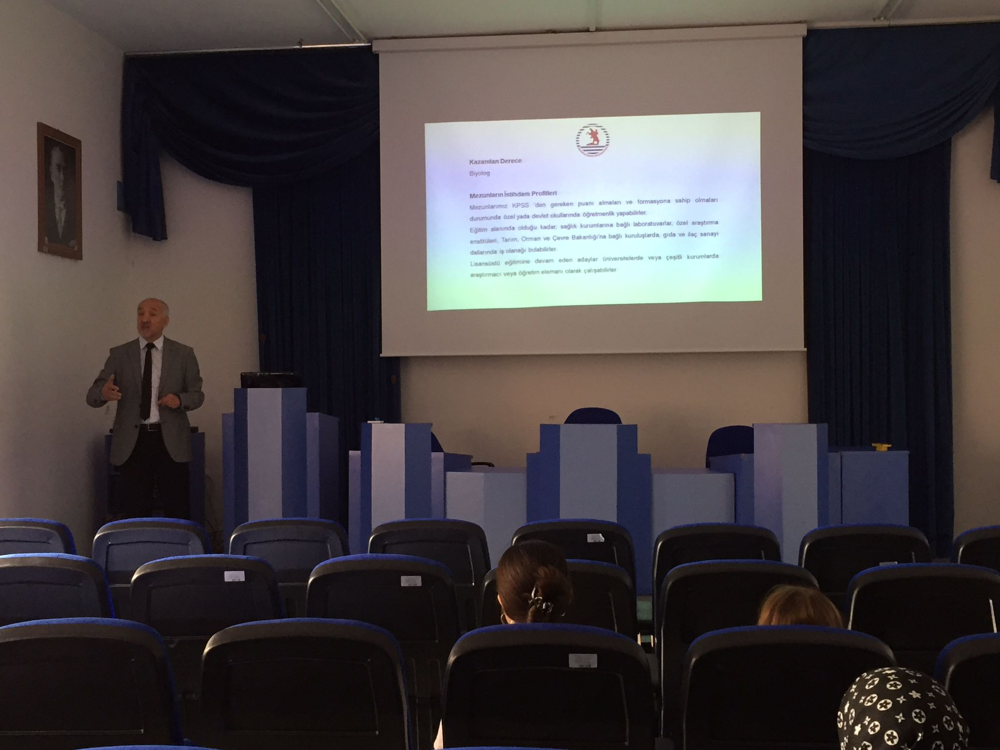 Kazanılan Derece
Biyolog
Mezunların İstihdam Profilleri
Mezunlarımız KPSS 'den gereken puanı almaları ve formasyona sahip olmaları
durumunda özel yada devlet okullarında öğretmenlik yapabilirler.
Eğitim alanında olduğu kadar, sağlık kurumlarına bağlı laboratuvarlar, özel araştırma
enstitüleri, Tarım, Orman ve Çevre Bakanlığı'na bağlı kuruluşlarda, gıda ve ilaç sanayi
dallarında iş olanağı bulabilirler.
Lisansüstü eğitimine devam eden adaylar üniversitelerde veya çeşitli kurumlarda
araştırmacı veya öğretim elemanı olarak çalışabilirler.